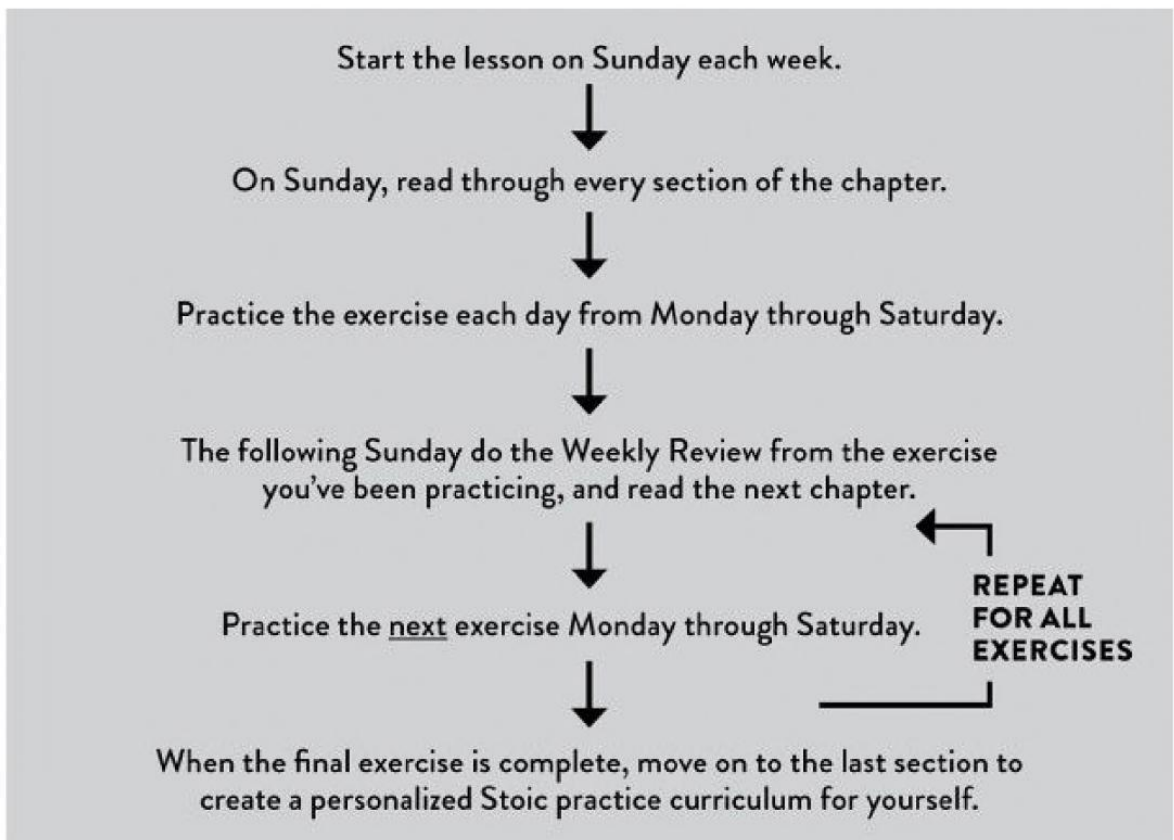 Start the lesson on Sunday each week.
On Sunday, read through every section of the chapter.
Practice the exercise each day from Monday through Saturday.
The following Sunday do the Weekly Review from the exercise
you've been practicing, and read the next chapter.
Practice the next exercise Monday through Saturday.
REPEAT
FOR ALL
EXERCISES
When the final exercise is complete, move on to the last section to
create a personalized Stoic practice curriculum for yourself.